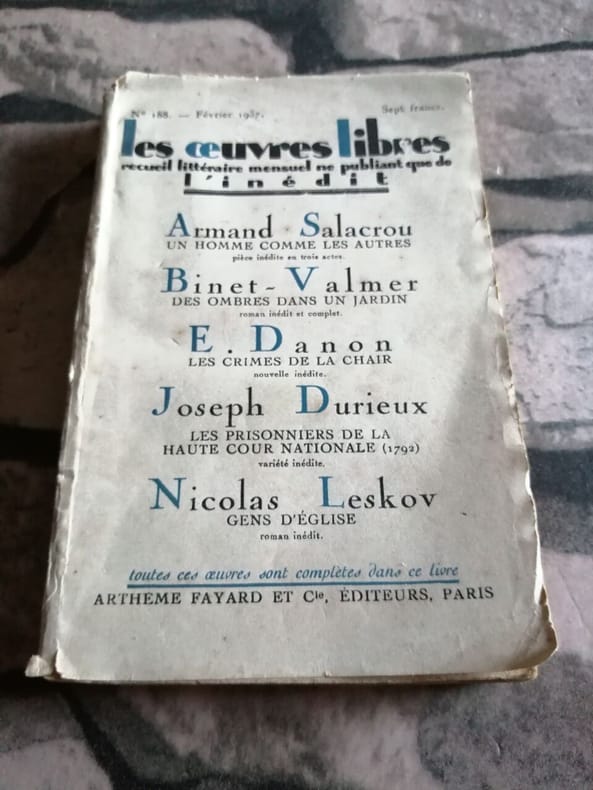 N° 188. — Février 1937. Sept francs.
les œuvres libres
recueil littéraire mensuel ne publiant que de
l'inédit
Armand Salacrou
UN HOMME COMME LES AUTRES
pièce inédite en trois actes.
Binet-Valmer
DES OMBRES DANS UN JARDIN
roman inédit et complet.
E. Danon
LES CRIMES DE LA CHAIR
nouvelle inédite.
Joseph Durieux
LES PRISONNIERS DE LA
HAUTE COUR NATIONALE (1792)
variété inédite.
Nicolas Leskov
GENS D'ÉGLISE
roman inédit.
toutes ces œuvres sont complètes dans ce livre
ARTHEME FAYARD ET Cie, ÉDITEURS, PARIS